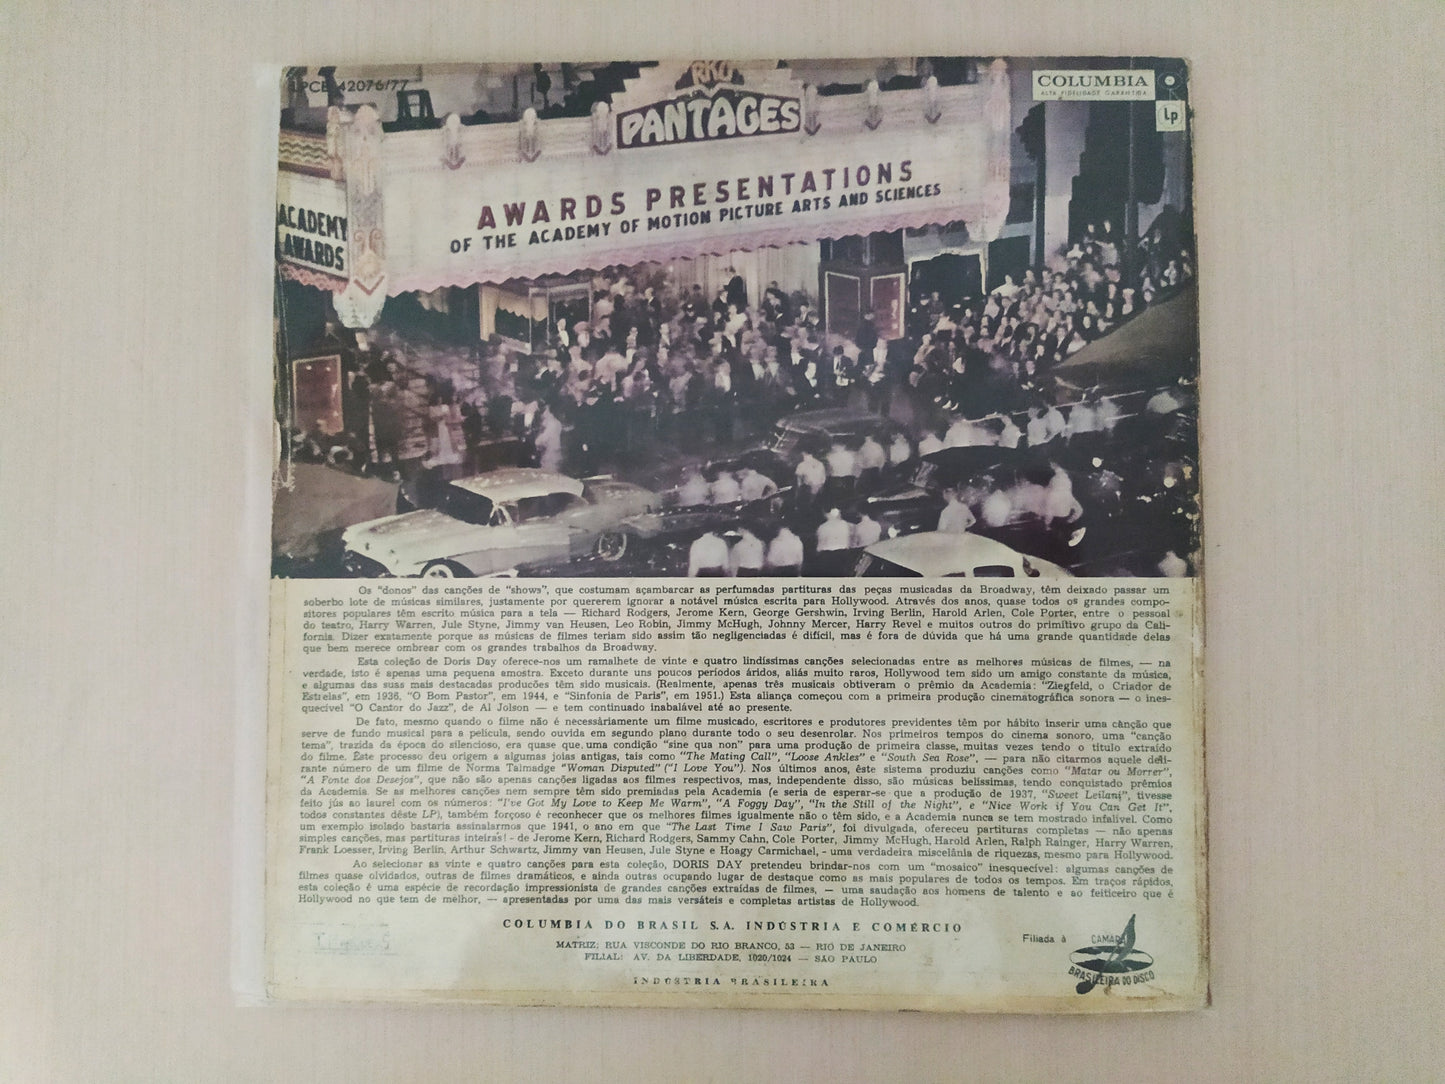 LPCB 42076/77
COLUMBIA
ALTA FIDELIDADE GARANTIDA
Lp
RKO
PANTAGES
ACADEMY
AWARDS
AWARDS PRESENTATIONS
OF THE ACADEMY OF MOTION PICTURE ARTS AND SCIENCES
Os "donos" das canções de "shows", que costumam açambarcar as perfumadas partituras das peças musicadas da Broadway, têm deixado passar um
soberbo lote de músicas similares, justamente por quererem ignorar a notável música escrita para Hollywood. Através dos anos, quase todos os grandes compo-
sitores populares têm escrito música para a tela — Richard Rodgers, Jerome Kern, George Gershwin, Irving Berlin, Harold Arlen, Cole Porter, entre o pessoal
do teatro, Harry Warren, Jule Styne, Jimmy van Heusen, Leo Robin, Jimmy McHugh, Johnny Mercer, Harry Revel e muitos outros do primitivo grupo da Cali-
fornia. Dizer exatamente porque as músicas de filmes teriam sido assim tão negligenciadas é difícil, mas é fora de dúvida que há uma grande quantidade delas
que bem merece ombrear com os grandes trabalhos da Broadway.
Esta coleção de Doris Day oferece-nos um ramalhete de vinte e quatro lindíssimas canções selecionadas entre as melhores músicas de filmes, — na
verdade, isto é apenas uma pequena amostra. Exceto durante uns poucos períodos áridos, aliás muito raros, Hollywood tem sido um amigo constante da música,
e algumas das suas mais destacadas producões têm sido musicais. (Realmente, apenas três musicais obtiveram o prêmio da Academia: "Ziegfeld, o Criador de
Estrelas", em 1936, "O Bom Pastor", em 1944, e "Sinfonia de Paris", em 1951.) Esta aliança começou com a primeira produção cinematográfica sonora — o ines-
quecível "O Cantor do Jazz", de Al Jolson — e tem continuado inabalável até ao presente.
De fato, mesmo quando o filme não é necessàriamente um filme musicado, escritores e produtores previdentes têm por hábito inserir uma canção que
serve de fundo musical para a película, sendo ouvida em segundo plano durante todo o seu desenrolar. Nos primeiros tempos do cinema sonoro, uma "canção
tema", trazida da época do silencioso, era quase que uma condição "sine qua non" para uma produção de primeira classe, muitas vezes tendo o título extraído
do filme. Êste processo deu origem a algumas joias antigas, tais como "The Mating Call", "Loose Ankles" e "South Sea Rose", — para não citarmos aquele deli-
rante número de um filme de Norma Talmadge "Woman Disputed" ("I Love You"). Nos últimos anos, êste sistema produziu canções como "Matar ou Morrer",
"A Fonte dos Desejos", que não são apenas canções ligadas aos filmes respectivos, mas, independente disso, são músicas belíssimas, tendo conquistado prêmios
da Academia. Se as melhores canções nem sempre têm sido premiadas pela Academia (e seria de esperar-se que a produção de 1937, "Sweet Leilani", tivesse
feito jús ao laurel com os números: "I've Got My Love to Keep Me Warm", "A Foggy Day", "In the Still of the Night", e "Nice Work if You Can Get It",
todos constantes dêste LP), também forçoso é reconhecer que os melhores filmes igualmente não o têm sido, e a Academia nunca se tem mostrado infalível. Como
um exemplo isolado bastaria assinalarmos que 1941, o ano em que "The Last Time I Saw Paris", foi divulgada, ofereceu partituras completas — não apenas
simples canções, mas partituras inteiras! - de Jerome Kern, Richard Rodgers, Sammy Cahn, Cole Porter, Jimmy McHugh, Harold Arlen, Ralph Rainger, Harry Warren,
Frank Loesser, Irving Berlin, Arthur Schwartz, Jimmy van Heusen, Jule Styne e Hoagy Carmichael, - uma verdadeira miscelânia de riquezas, mesmo para Hollywood.
Ao selecionar as vinte e quatro canções para esta coleção, DORIS DAY pretendeu brindar-nos com um "mosaico" inesquecível: algumas canções de
filmes quase olvidados, outras de filmes dramáticos, e ainda outras ocupando lugar de destaque como as mais populares de todos os tempos. Em traços rápidos,
esta coleção é uma espécie de recordação impressionista de grandes canções extraídas de filmes, — uma saudação aos homens de talento e ao feiticeiro que é
Hollywood no que tem de melhor, — apresentadas por uma das mais versáteis e completas artistas de Hollywood.
COLUMBIA DO BRASIL S.A. INDÚSTRIA E COMÉRCIO
MATRIZ: RUA VISCONDE DO RIO BRANCO, 53 — RIO DE JANEIRO
FILIAL: AV. DA LIBERDADE, 1020/1024 — SÃO PAULO
INDÚSTRIA BRASILEIRA
Filiada à
CAMARA
BRASILEIRA DO DISCO